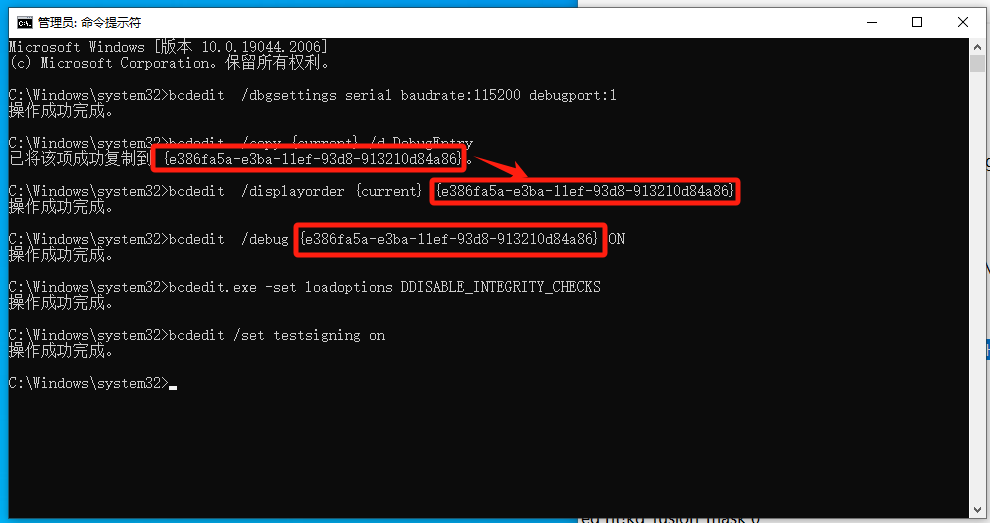 管理员: 命令提示符
Microsoft Windows [版本 10.0.19044.2006]
(c) Microsoft Corporation。保留所有权利。
C:\Windows\system32>bcdedit  /dbgsettings serial baudrate:115200 debugport:1
操作成功完成。
C:\Windows\system32>bcdedit  /copy {current} /d DebugEntry
已将该项成功复制到 {e386fa5a-e3ba-11ef-93d8-913210d84a86}。
C:\Windows\system32>bcdedit  /displayorder {current} {e386fa5a-e3ba-11ef-93d8-913210d84a86}
操作成功完成。
C:\Windows\system32>bcdedit  /debug {e386fa5a-e3ba-11ef-93d8-913210d84a86} ON
操作成功完成。
C:\Windows\system32>bcdedit.exe -set loadoptions DDISABLE_INTEGRITY_CHECKS
操作成功完成。
C:\Windows\system32>bcdedit /set testsigning on
操作成功完成。
C:\Windows\system32>